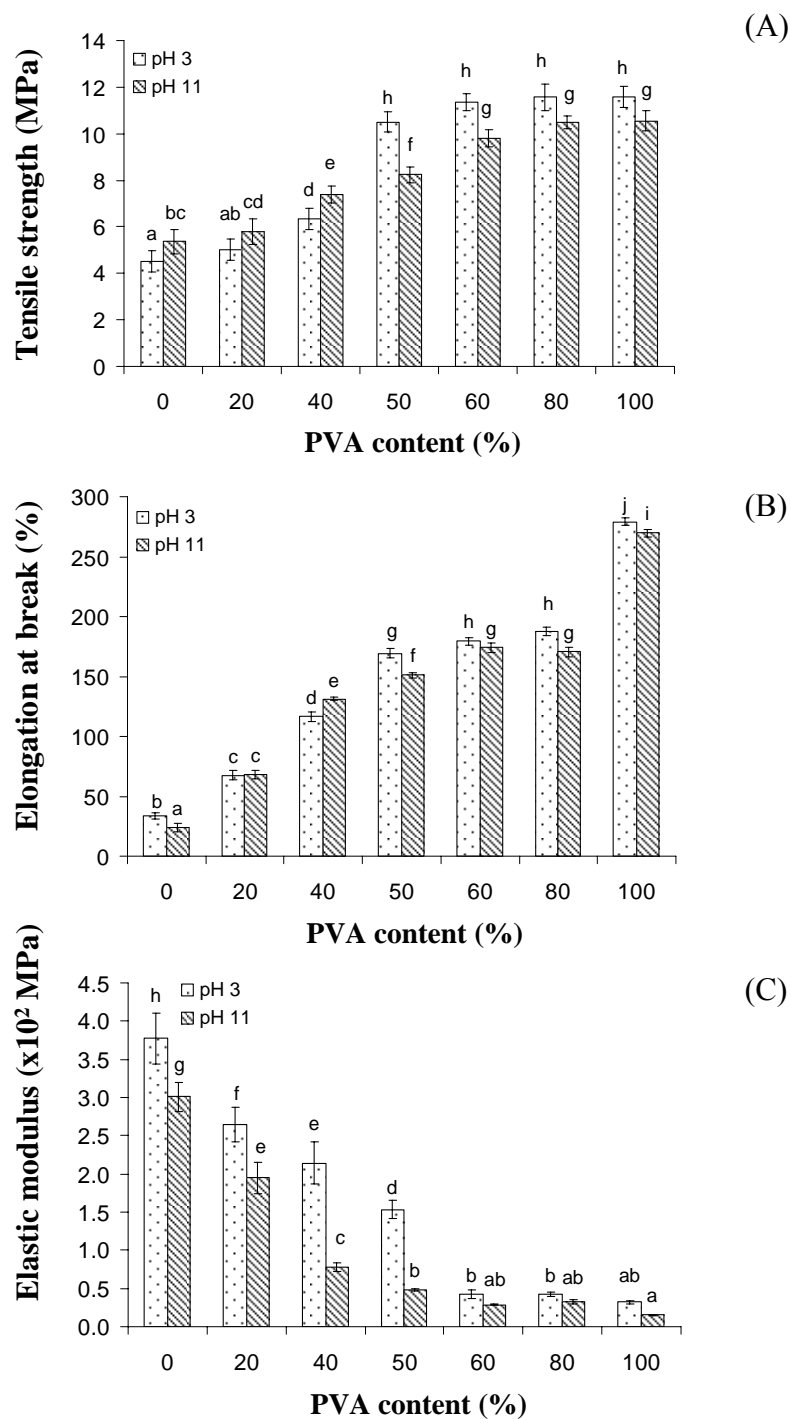 (A)
Tensile strength (MPa)
14
12
10
8
6
4
2
0
pH 3
pH 11
a
bc
ab
cd
d
e
h
f
h
g
h
g
h
g
0 20 40 50 60 80 100
PVA content (%)
(B)
Elongation at break (%)
300
250
200
150
100
50
0
pH 3
pH 11
b
a
c
c
d
e
g
f
h
g
h
g
j
i
0 20 40 50 60 80 100
PVA content (%)
(C)
Elastic modulus (x10² MPa)
4.5
4.0
3.5
3.0
2.5
2.0
1.5
1.0
0.5
0.0
pH 3
pH 11
h
g
f
e
e
c
d
b
b
ab
b
ab
ab
a
0 20 40 50 60 80 100
PVA content (%)